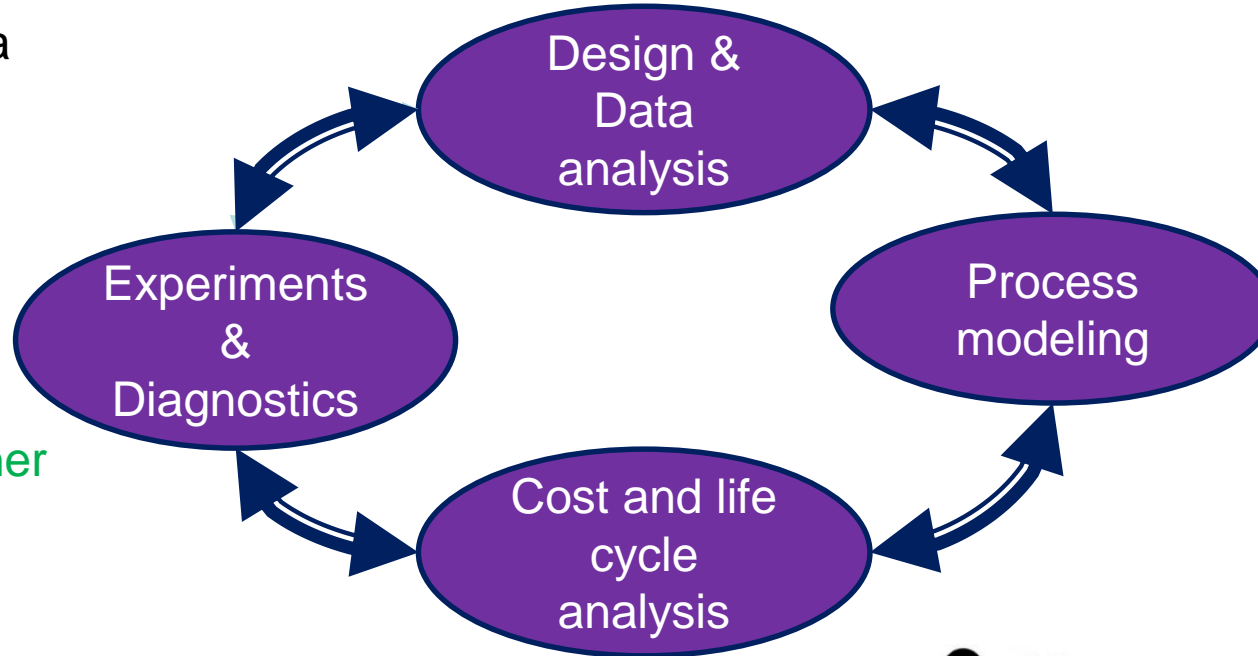 a
Design &
Data
analysis
Experiments
&
Diagnostics
Process
modeling
Cost and life
cycle
analysis